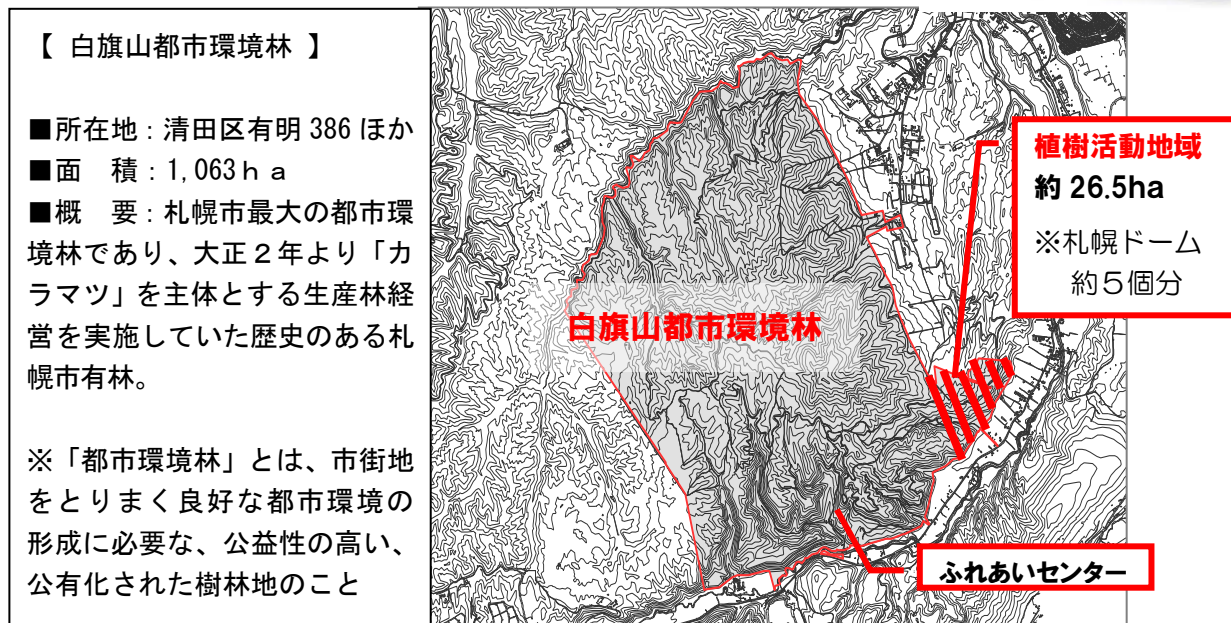 【 白旗山都市環境林 】
■所在地：清田区有明 386 ほか
■面　積：1,063ｈａ
■概　要：札幌市最大の都市環
境林であり、大正２年より「カ
ラマツ」を主体とする生産林経
営を実施していた歴史のある札
幌市有林。
※「都市環境林」とは、市街地
をとりまく良好な都市環境の
形成に必要な、公益性の高い、
公有化された樹林地のこと
白旗山都市環境林
植樹活動地域
約 26.5ha
※札幌ドーム
約５個分
ふれあいセンター